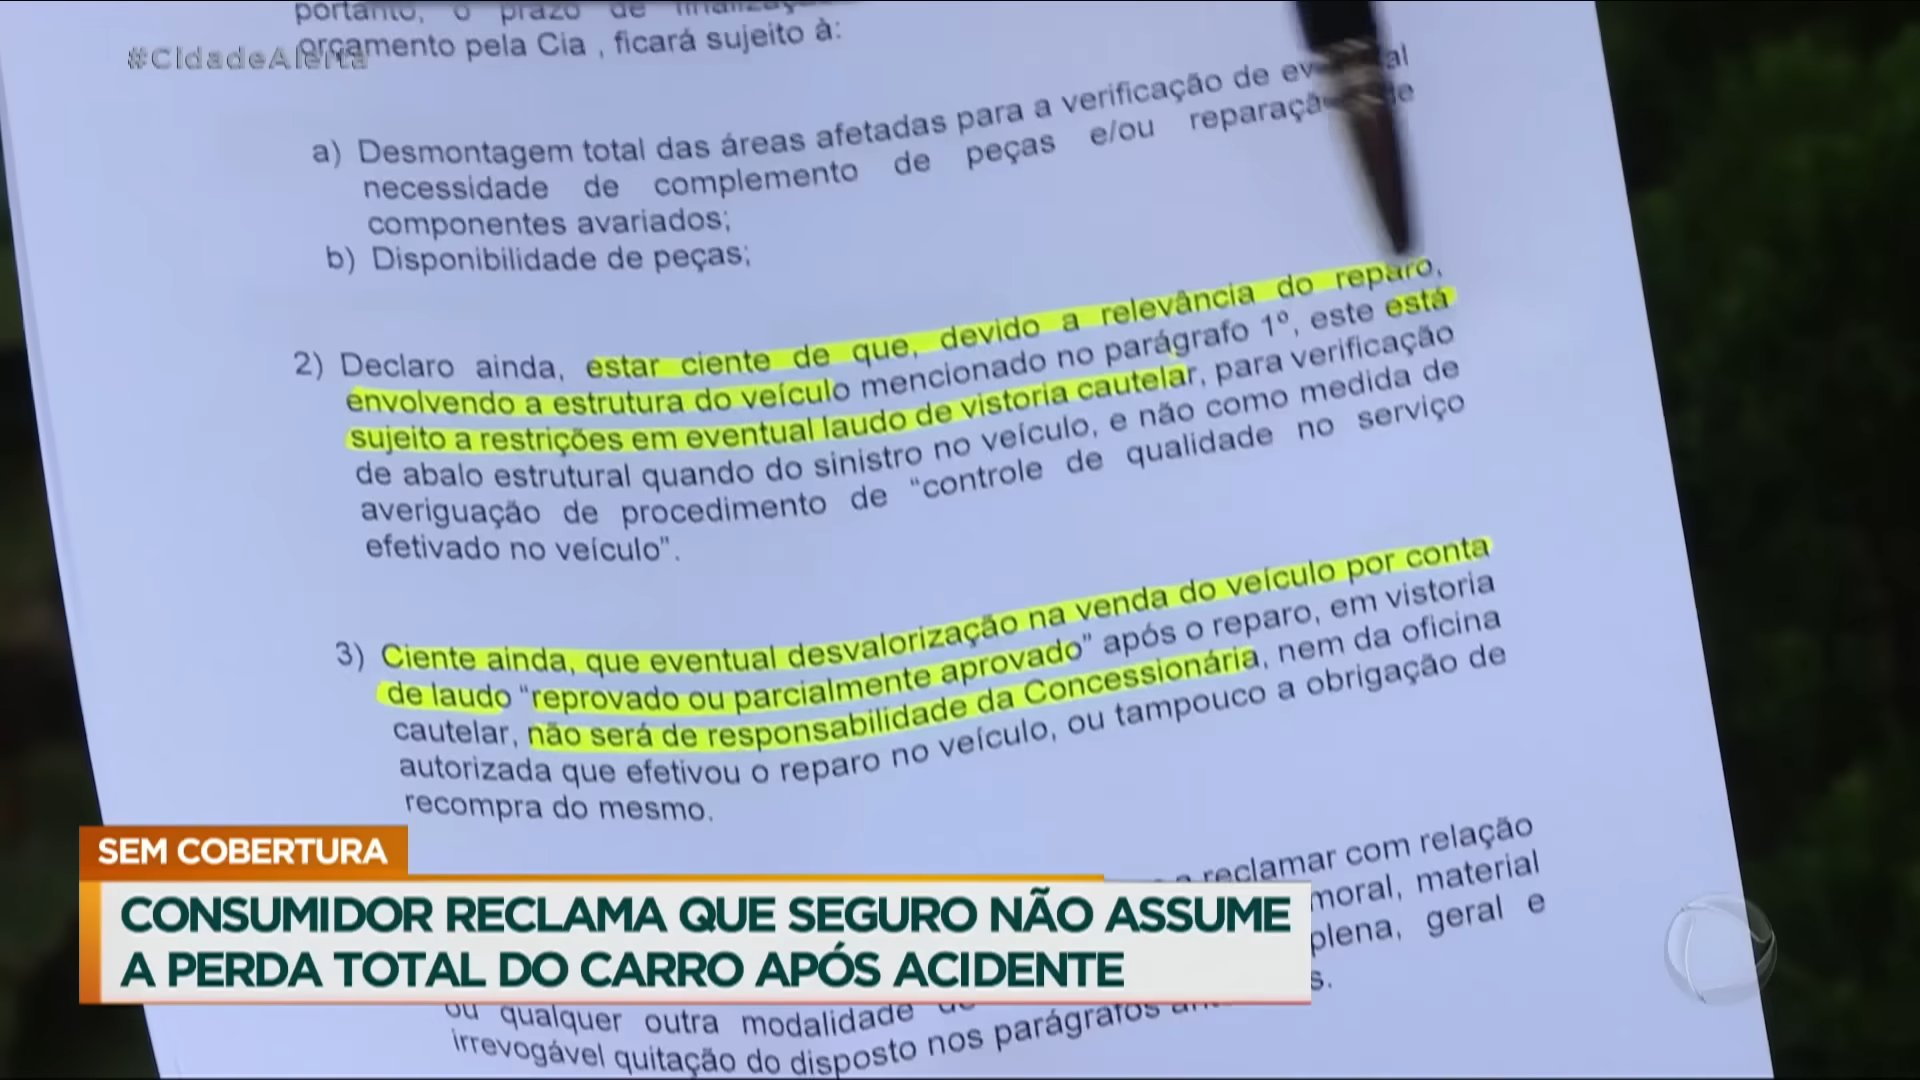 portanto, o prazo de
orçamento pela Cia , ficará sujeito à:
#CidadeAlerta
a) Desmontagem total das áreas afetadas para a verificação de
necessidade de complemento de peças e/ou reparação de
componentes avariados;
b) Disponibilidade de peças;
2) Declaro ainda, estar ciente de que, devido a relevância do reparo,
envolvendo a estrutura do veículo mencionado no parágrafo 1º, este está
sujeito a restrições em eventual laudo de vistoria cautelar, para verificação
de abalo estrutural quando do sinistro no veículo, e não como medida de
averiguação de procedimento de “controle de qualidade no serviço
efetivado no veículo”.
3) Ciente ainda, que eventual desvalorização na venda do veículo por conta
de laudo “reprovado ou parcialmente aprovado” após o reparo, em vistoria
cautelar, não será de responsabilidade da Concessionária, nem da oficina
autorizada que efetivou o reparo no veículo, ou tampouco a obrigação de
recompra do mesmo.
reclamar com relação
moral, material
plena, geral e
SEM COBERTURA
CONSUMIDOR RECLAMA QUE SEGURO NÃO ASSUME
A PERDA TOTAL DO CARRO APÓS ACIDENTE
ou qualquer outra modalidade
irrevogável quitação do disposto nos parágrafos